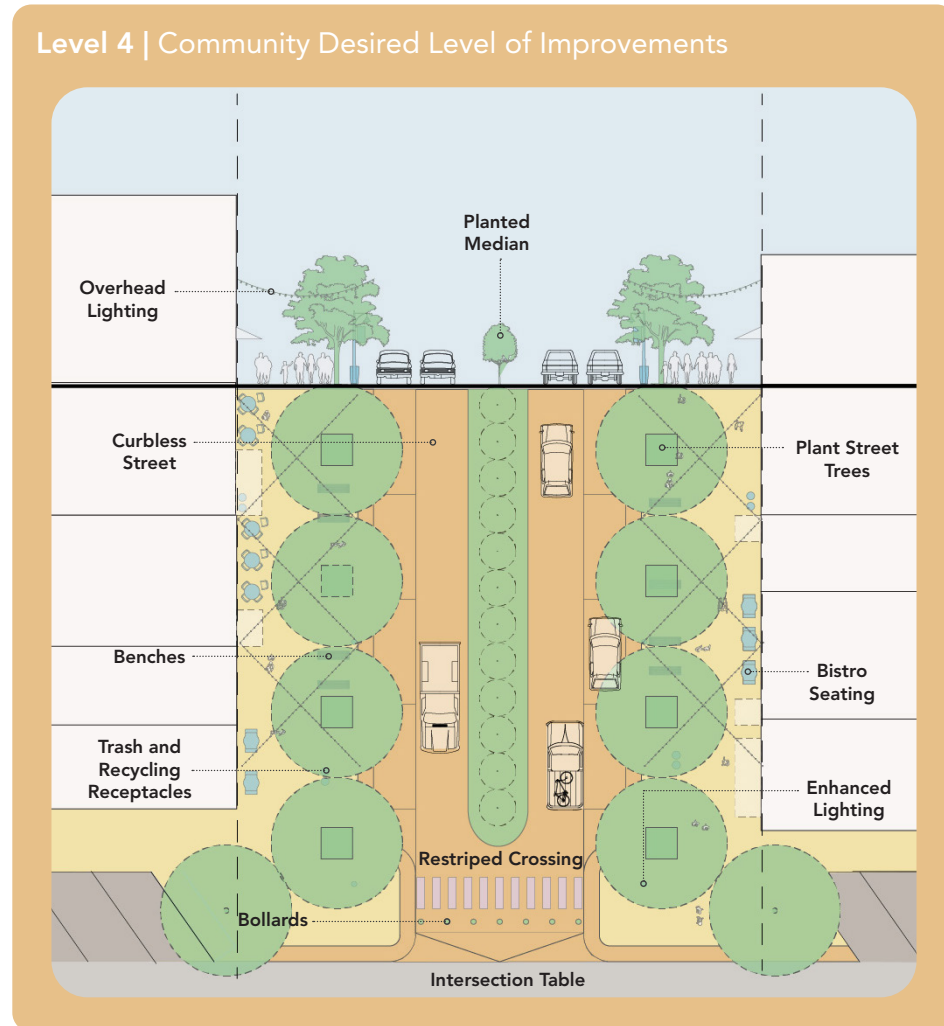 Level 4 | Community Desired Level of Improvements
Planted
Median
Overhead
Lighting
Curbless
Street
Plant Street
Trees
Benches
Bistro
Seating
Trash and
Recycling
Receptacles
Enhanced
Lighting
Restriped Crossing
Bollards
Intersection Table